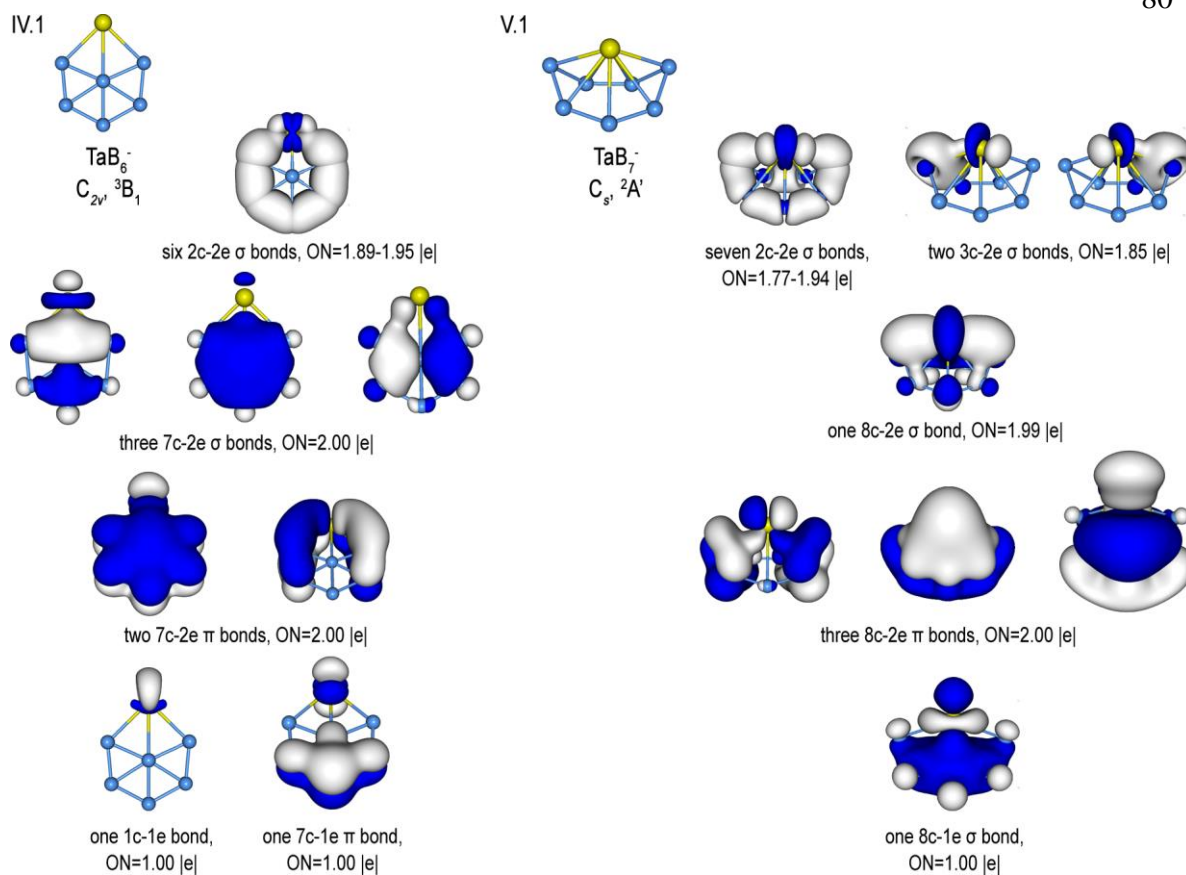 80
IV.1
TaB₆⁻
C₂ᵥ, ³B₁
six 2c-2e σ bonds, ON=1.89-1.95 |e|
three 7c-2e σ bonds, ON=2.00 |e|
two 7c-2e π bonds, ON=2.00 |e|
one 1c-1e bond,
ON=1.00 |e|
one 7c-1e π bond,
ON=1.00 |e|
V.1
TaB₇⁻
Cₛ, ²A'
seven 2c-2e σ bonds,
ON=1.77-1.94 |e|
two 3c-2e σ bonds, ON=1.85 |e|
one 8c-2e σ bond, ON=1.99 |e|
three 8c-2e π bonds, ON=2.00 |e|
one 8c-1e σ bond,
ON=1.00 |e|